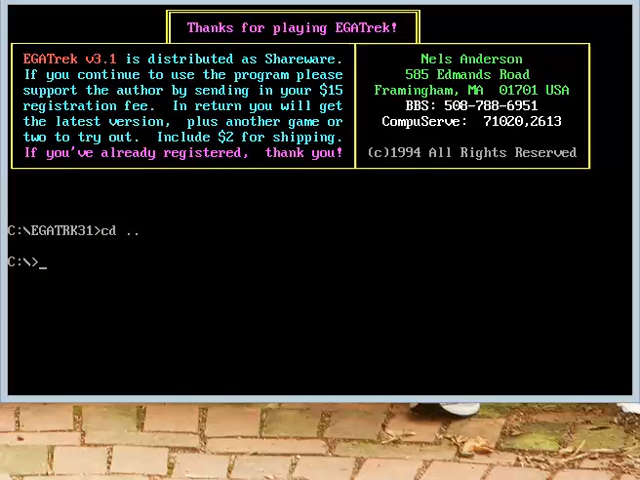 Thanks for playing EGATrek!
EGATrek v3.1 is distributed as Shareware.
If you continue to use the program please
support the author by sending in your $15
registration fee.  In return you will get
the latest version,  plus another game or
two to try out.  Include $2 for shipping.
If you've already registered,  thank you!
Nels Anderson
585 Edmands Road
Framingham, MA  01701 USA
BBS: 508-788-6951
CompuServe:  71020,2613
(c)1994 All Rights Reserved
C:\EGATRK31>cd ..
C:\>_